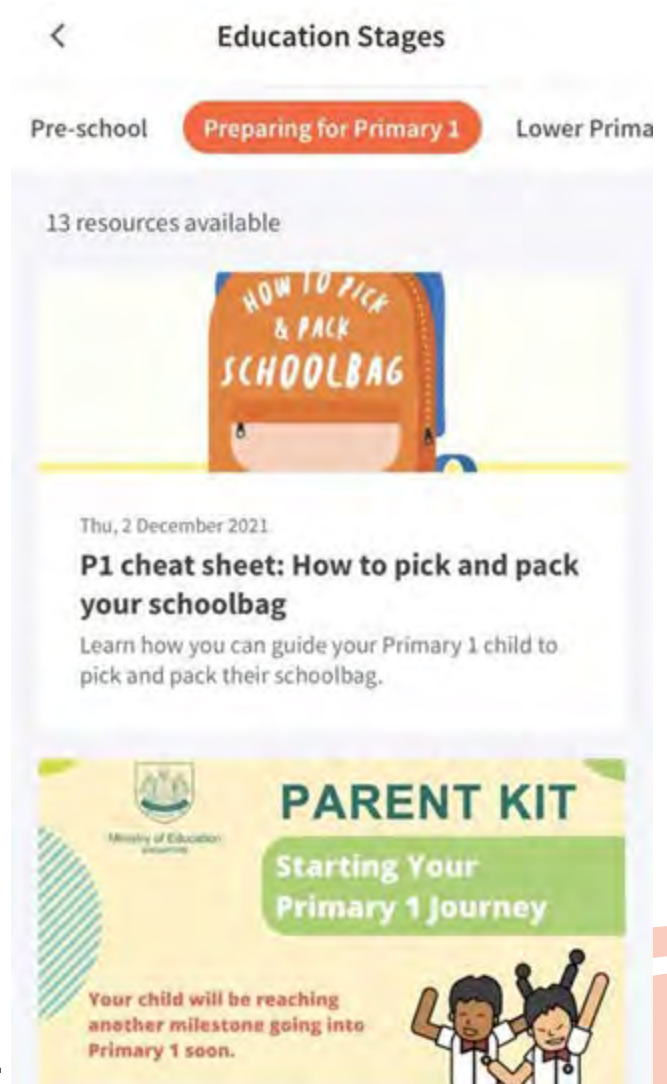 Education Stages
Pre-school Preparing for Primary 1 Lower Prima
13 resources available
HOW TO PICK
& PACK
SCHOOLBAG
Thu, 2 December 2021
P1 cheat sheet: How to pick and pack
your schoolbag
Learn how you can guide your Primary 1 child to
pick and pack their schoolbag.
Ministry of Education
SINGAPORE
PARENT KIT
Starting Your
Primary 1 Journey
Your child will be reaching
another milestone going into
Primary 1 soon.